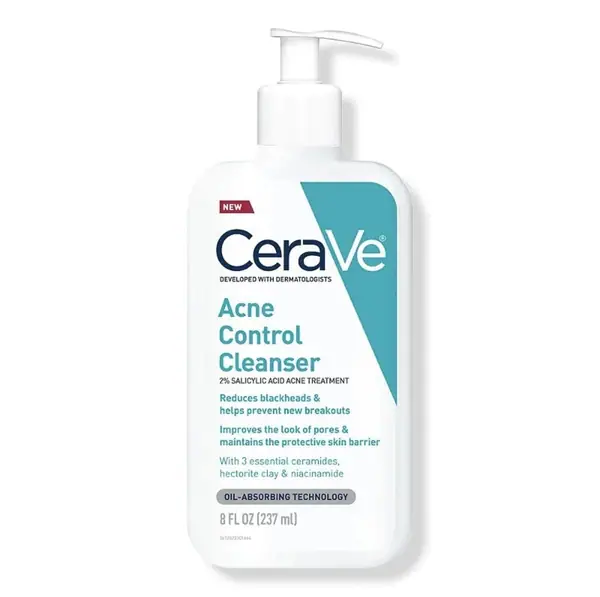 NEW
CeraVe®
DEVELOPED WITH DERMATOLOGISTS
Acne
Control
Cleanser
2% SALICYLIC ACID ACNE TREATMENT
Reduces blackheads &
helps prevent new breakouts
Improves the look of pores &
maintains the protective skin barrier
With 3 essential ceramides,
hectorite clay & niacinamide
OIL-ABSORBING TECHNOLOGY
8 FL OZ (237 ml)